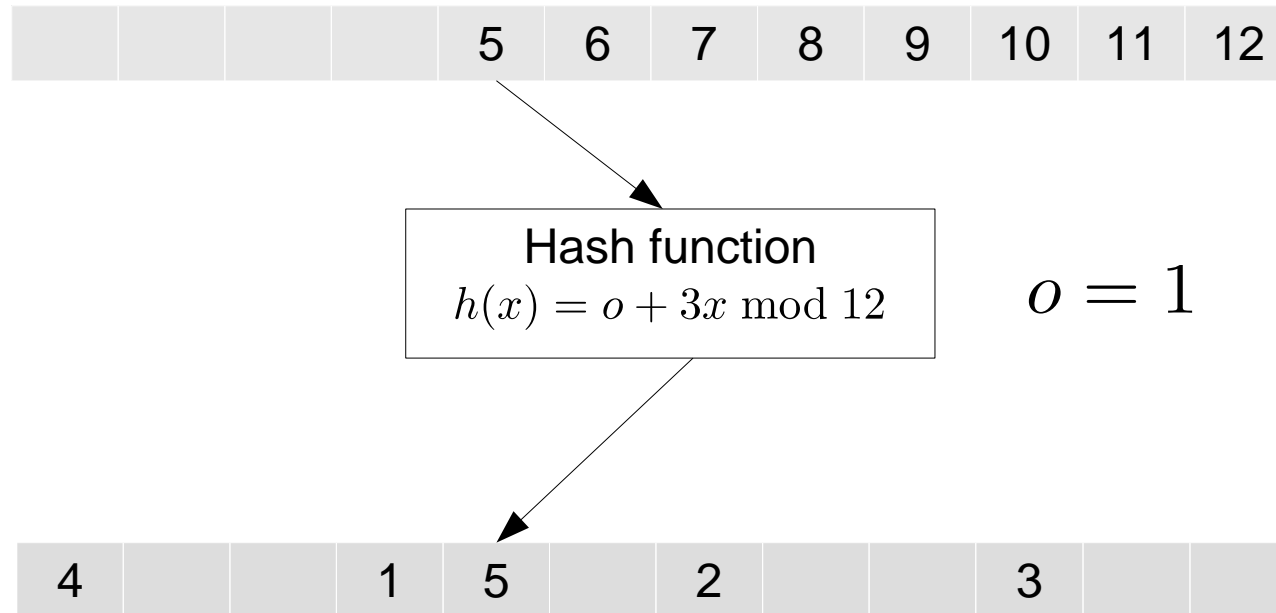 5 6 7 8 9 10 11 12
Hash function
h(x) = o + 3x mod 12
o = 1
4 1 5 2 3